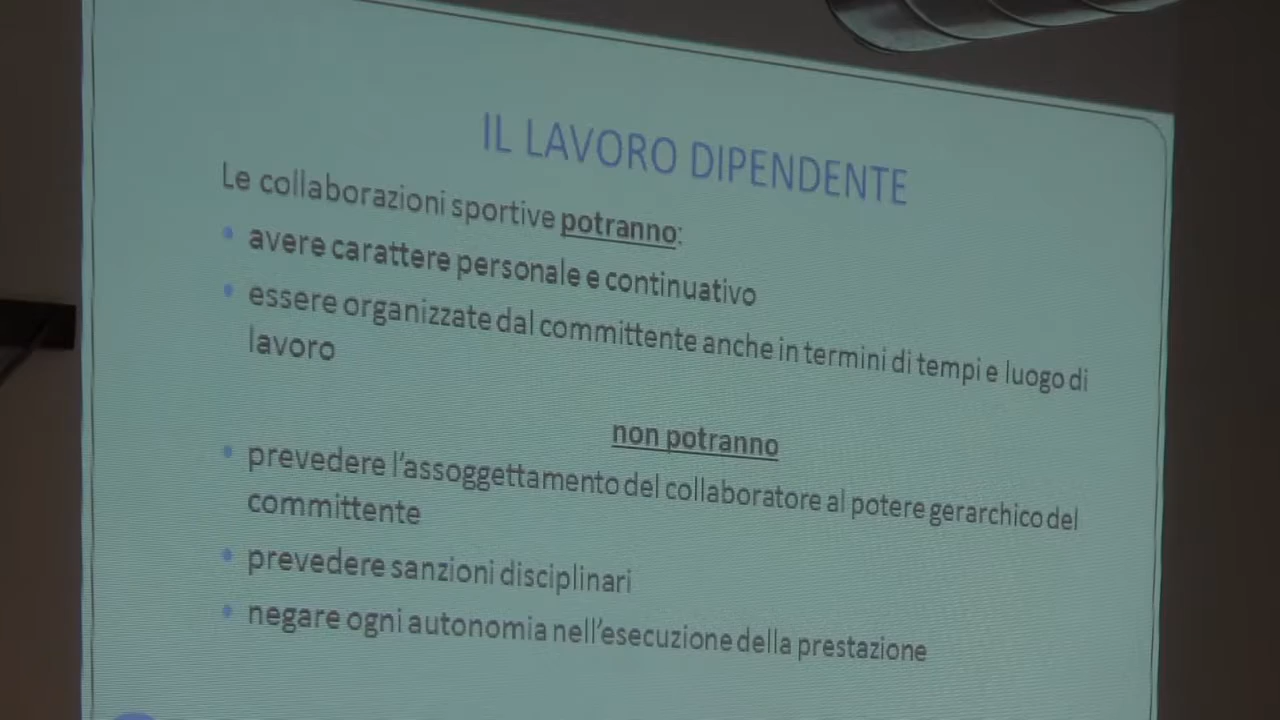 IL LAVORO DIPENDENTE
Le collaborazioni sportive potranno:
• avere carattere personale e continuativo
• essere organizzate dal committente anche in termini di tempi e luogo di
lavoro
non potranno
• prevedere l'assoggettamento del collaboratore al potere gerarchico del
committente
• prevedere sanzioni disciplinari
• negare ogni autonomia nell'esecuzione della prestazione